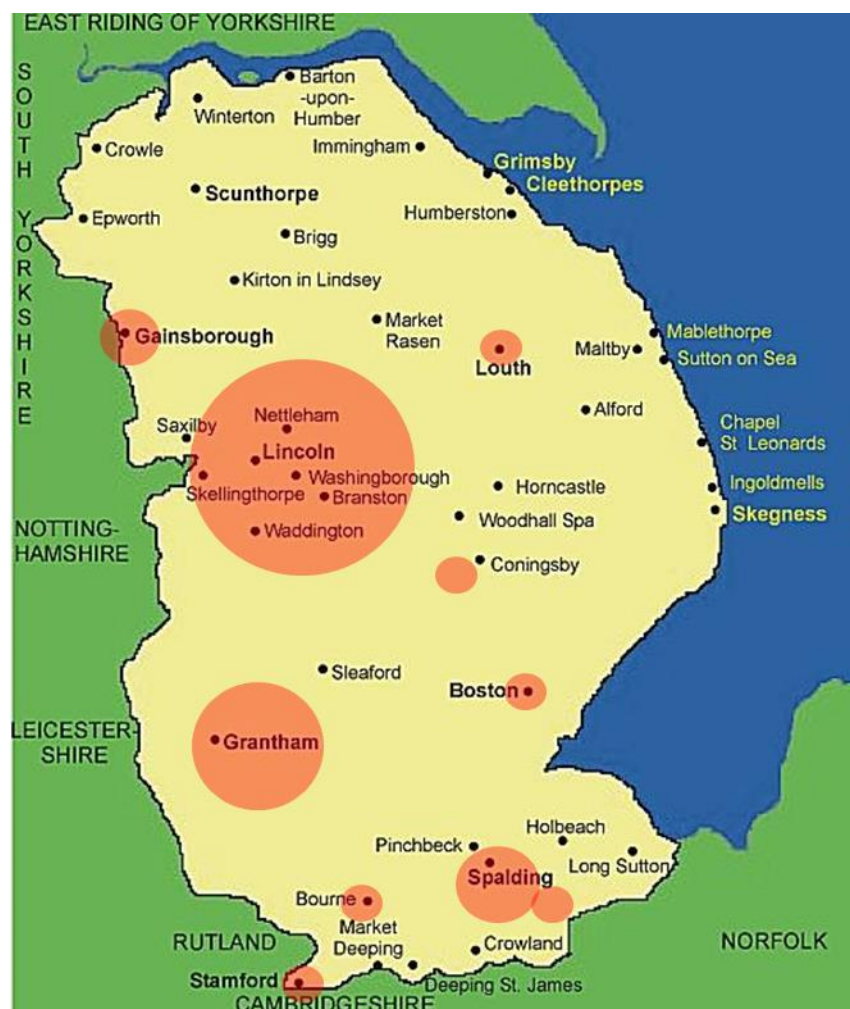 EAST RIDING OF YORKSHIRE
SOUTH YORKSHIRE
Barton
-upon-
Humber
Winterton
Crowle
Immingham
Grimsby
Cleethorpes
Scunthorpe
Epworth
Humberston
Brigg
Kirton in Lindsey
Market
Rasen
Gainsborough
Mablethorpe
Maltby
Sutton on Sea
Louth
Alford
Nettleham
Saxilby
Chapel
St Leonards
Lincoln
Washingborough
Skellingthorpe
Branston
Horncastle
Ingoldmells
Woodhall Spa
Skegness
Waddington
NOTTING-
HAMSHIRE
Coningsby
Sleaford
Boston
LEICESTER-
SHIRE
Grantham
Pinchbeck
Holbeach
Long Sutton
Spalding
Bourne
Market
Deeping
RUTLAND
Crowland
NORFOLK
Stamford
Deeping St. James
CAMBRIDGESHIRE